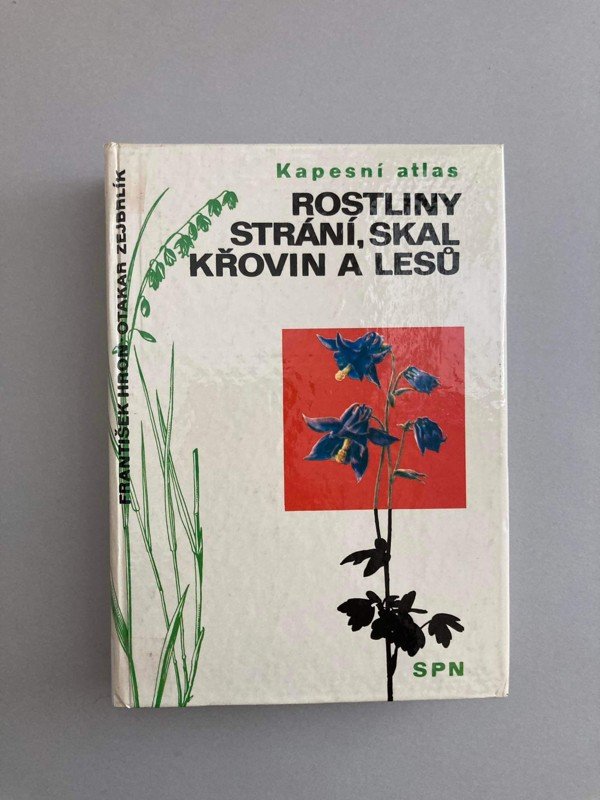 Kapesní atlas
ROSTLINY
STRÁNÍ, SKAL
KŘOVIN A LESŮ
FRANTIŠEK HRON - OTAKAR ZEJBRLÍK
SPN